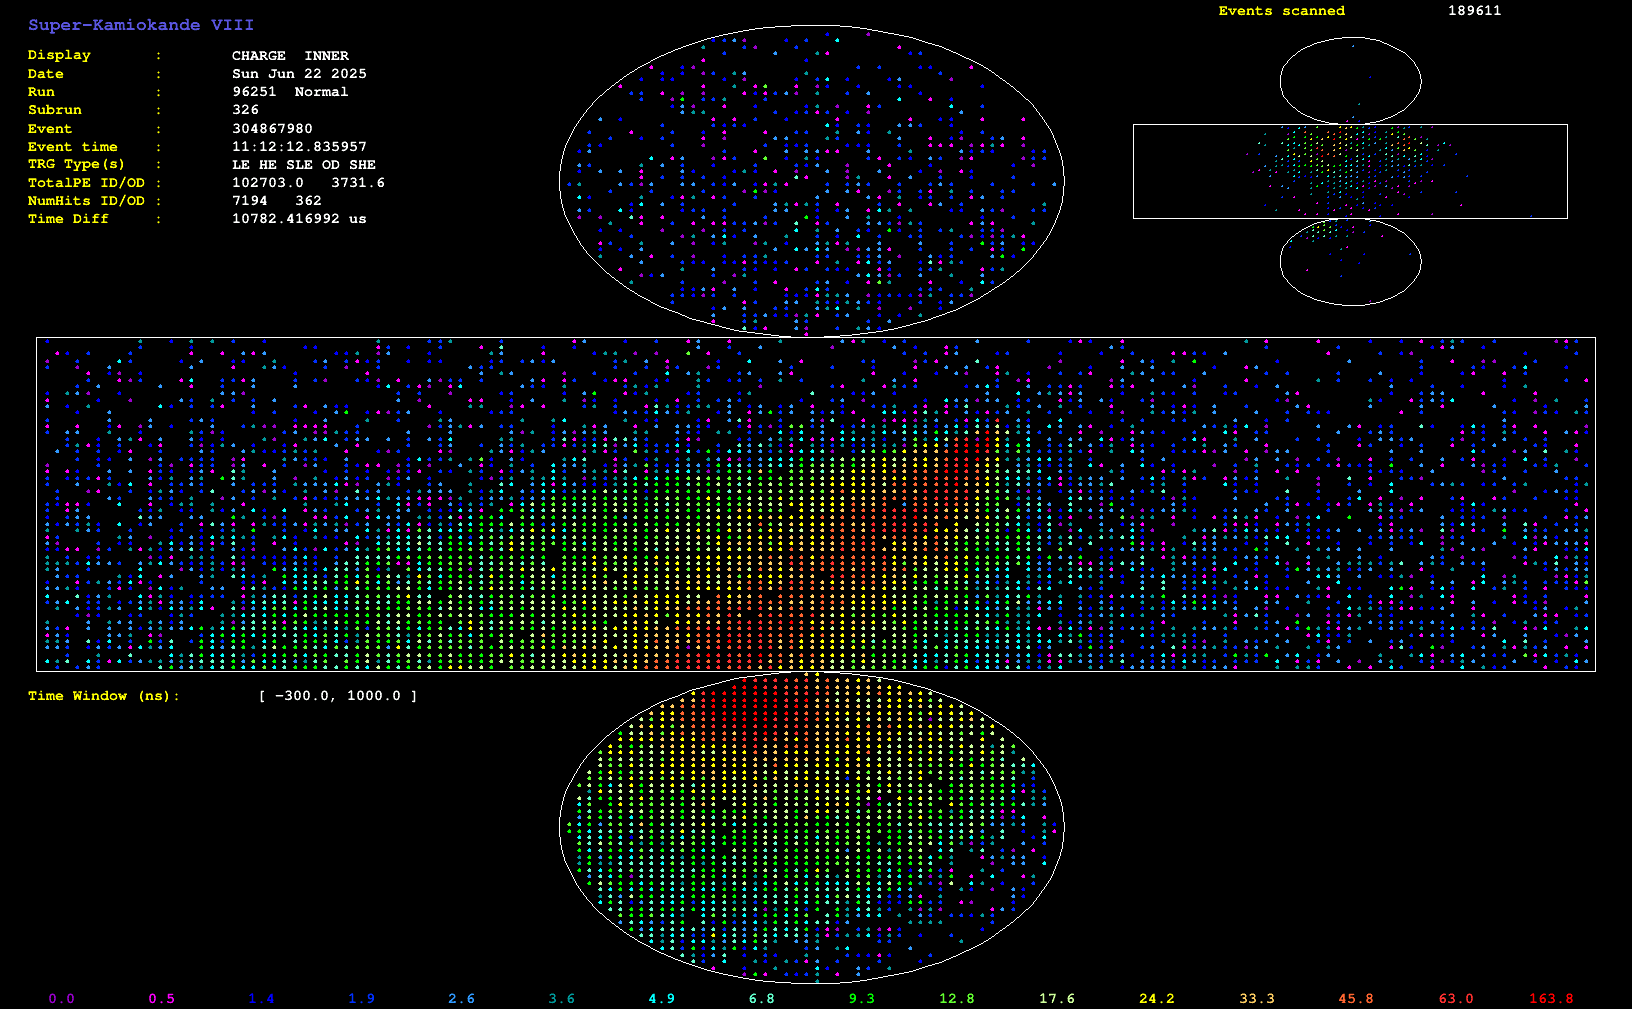 Super-Kamiokande VIII
Events scanned 189611
Display : CHARGE INNER
Date : Sun Jun 22 2025
Run : 96251 Normal
Subrun : 326
Event : 304867980
Event time : 11:12:12.835957
TRG Type(s) : LE HE SLE OD SHE
TotalPE ID/OD : 102703.0 3731.6
NumHits ID/OD : 7194 362
Time Diff : 10782.416992 us
Time Window (ns): [ −300.0, 1000.0 ]
0.0 0.5 1.4 1.9 2.6 3.6 4.9 6.8 9.3 12.8 17.6 24.2 33.3 45.8 63.0 163.8